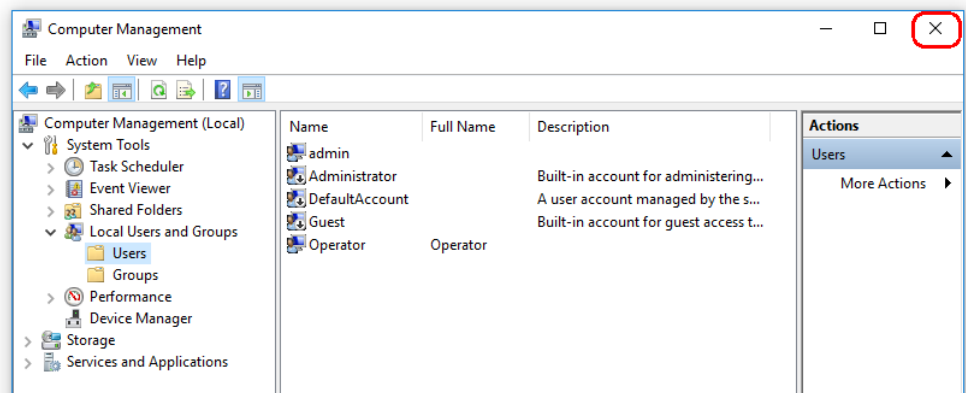 Computer Management
File Action View Help
Computer Management (Local)
System Tools
Task Scheduler
Event Viewer
Shared Folders
Local Users and Groups
Users
Groups
Performance
Device Manager
Storage
Services and Applications
Name Full Name Description
admin
Administrator Built-in account for administering...
DefaultAccount A user account managed by the s...
Guest Built-in account for guest access t...
Operator Operator
Actions
Users
More Actions